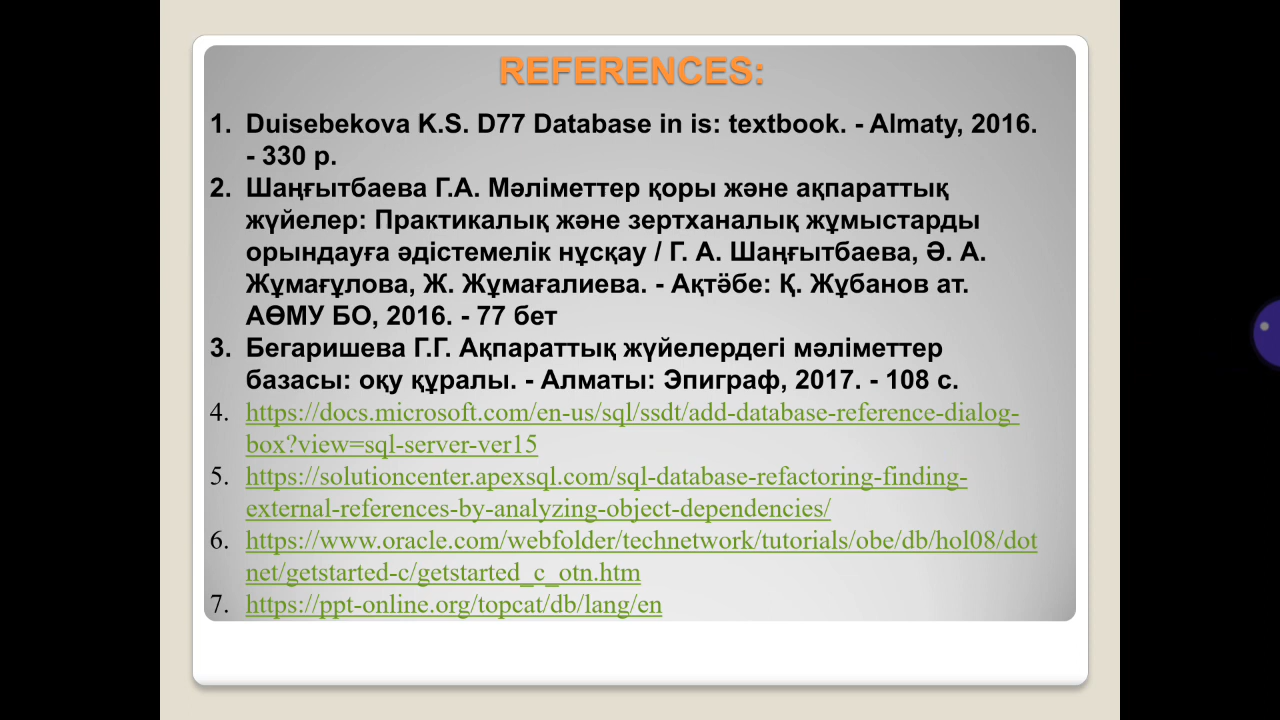 REFERENCES:
1. Duisebekova K.S. D77 Database in is: textbook. - Almaty, 2016.
- 330 p.
2. Шаңғытбаева Г.А. Мәліметтер қоры және ақпараттық
жүйелер: Практикалық және зертханалық жұмыстарды
орындауға әдістемелік нұсқау / Г. А. Шаңғытбаева, Ә. А.
Жұмағұлова, Ж. Жұмағалиева. - Ақтӛбе: Қ. Жұбанов ат.
АӨМУ БО, 2016. - 77 бет
3. Бегаришева Г.Г. Ақпараттық жүйелердегі мәліметтер
базасы: оқу құралы. - Алматы: Эпиграф, 2017. - 108 с.
4. https://docs.microsoft.com/en-us/sql/ssdt/add-database-reference-dialog-
box?view=sql-server-ver15
5. https://solutioncenter.apexsql.com/sql-database-refactoring-finding-
external-references-by-analyzing-object-dependencies/
6. https://www.oracle.com/webfolder/technetwork/tutorials/obe/db/hol08/dot
net/getstarted-c/getstarted_c_otn.htm
7. https://ppt-online.org/topcat/db/lang/en